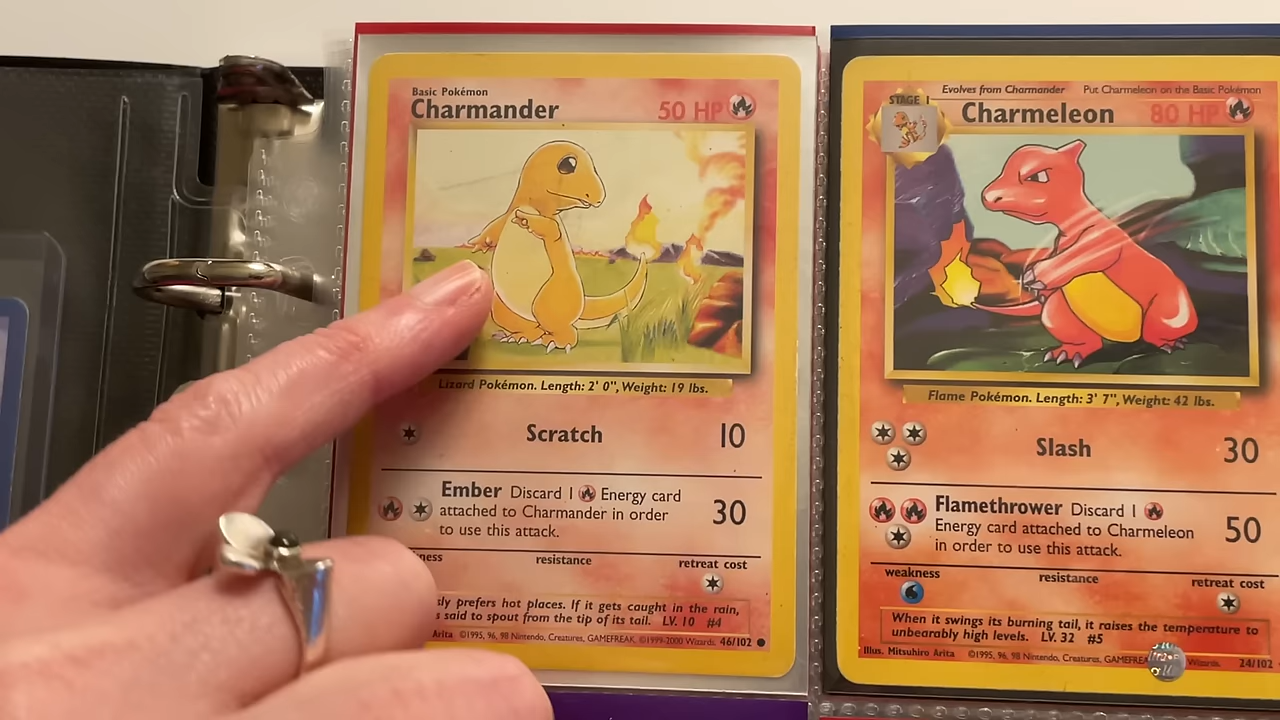 Basic Pokémon
Charmander 50 HP
Lizard Pokémon. Length: 2' 0", Weight: 19 lbs.
Scratch 10
Ember Discard 1 Energy card
attached to Charmander in order
to use this attack.
30
resistance retreat cost
prefers hot places. If it gets caught in the rain,
said to spout from the tip of its tail. LV. 10 #4
Arita ©1995, 96, 98 Nintendo, Creatures, GAMEFREAK. ©1999-2000 Wizards. 46/102
STAGE 1
Evolves from Charmander Put Charmeleon on the Basic Pokémon
Charmeleon 80 HP
Flame Pokémon. Length: 3' 7", Weight: 42 lbs.
Slash 30
Flamethrower Discard 1
Energy card attached to Charmeleon
in order to use this attack.
50
weakness resistance retreat cost
When it swings its burning tail, it raises the temperature to
unbearably high levels. LV. 32 #5
Illus. Mitsuhiro Arita ©1995, 96, 98 Nintendo, Creatures, Wizards. 24/102